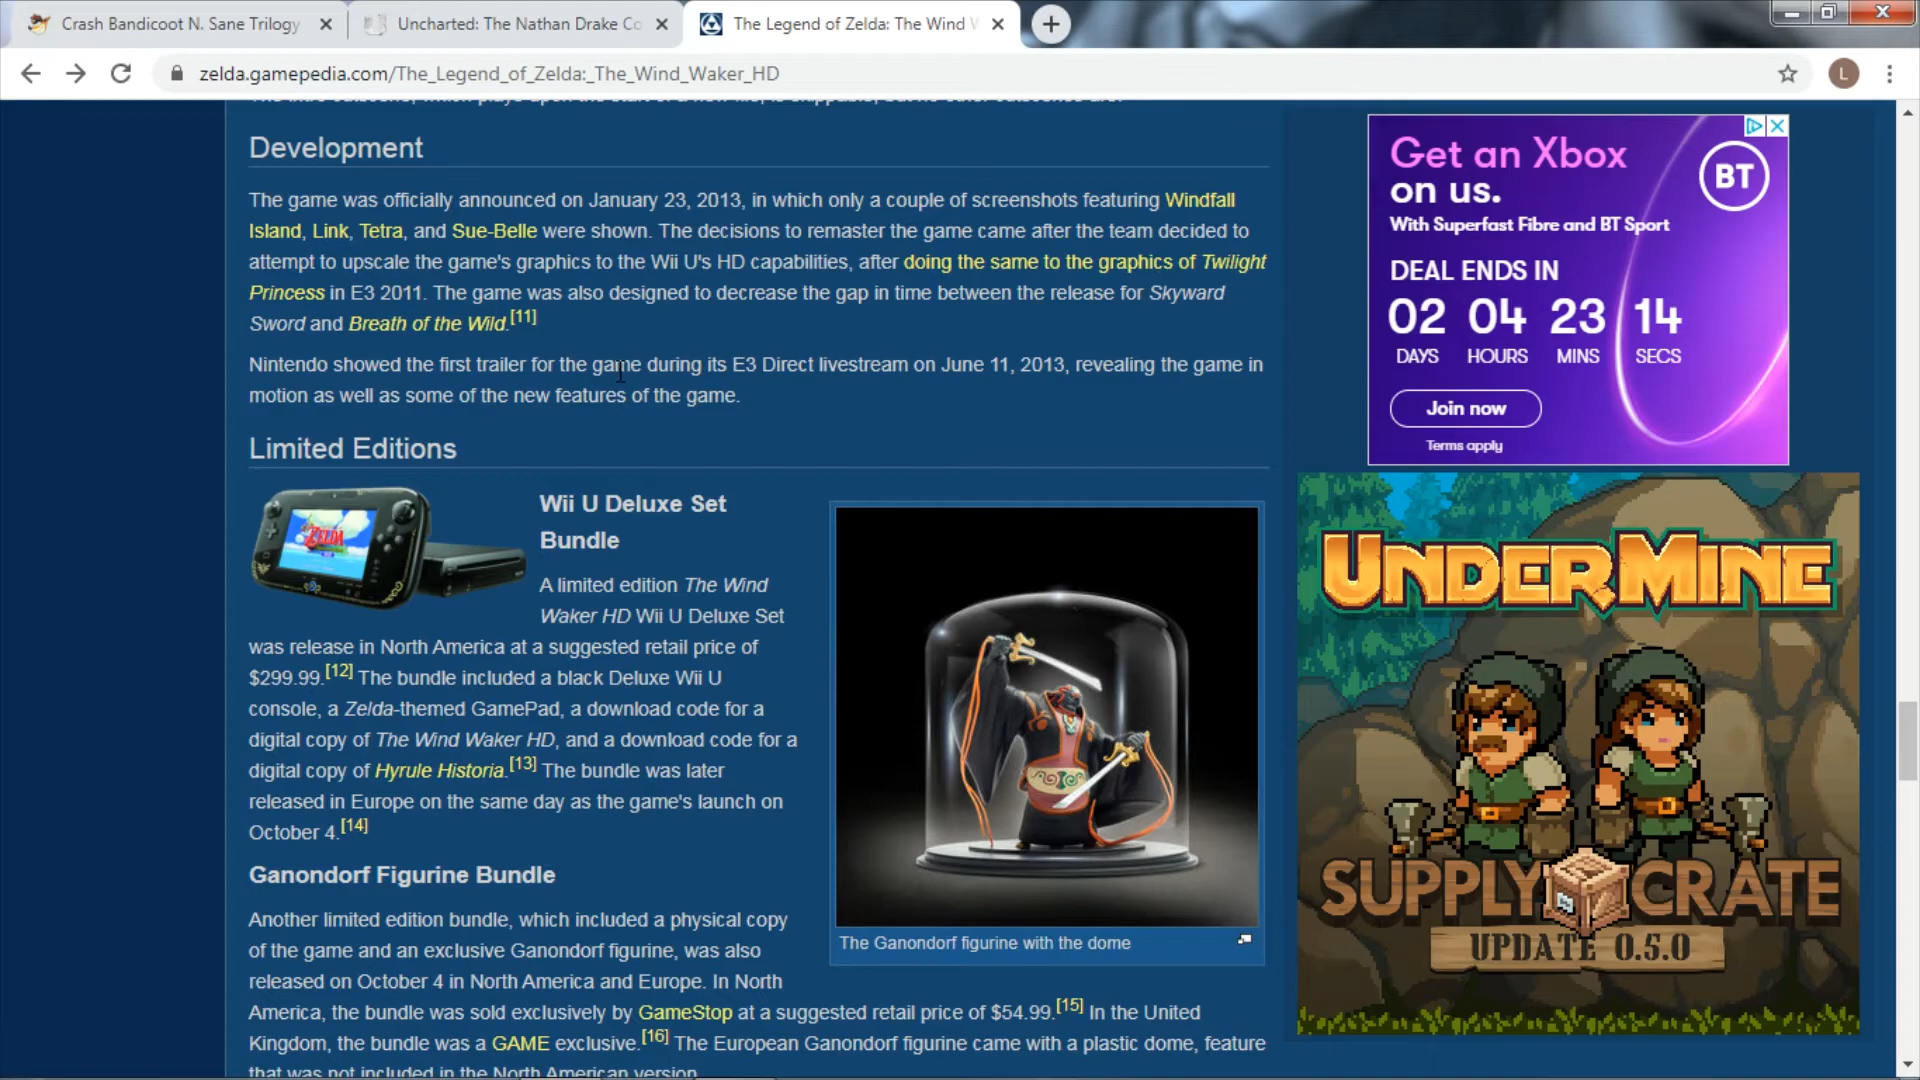 Crash Bandicoot N. Sane Trilogy
Uncharted: The Nathan Drake Co
The Legend of Zelda: The Wind W
zelda.gamepedia.com/The_Legend_of_Zelda:_The_Wind_Waker_HD
L
Development
The game was officially announced on January 23, 2013, in which only a couple of screenshots featuring Windfall
Island, Link, Tetra, and Sue-Belle were shown. The decisions to remaster the game came after the team decided to
attempt to upscale the game's graphics to the Wii U's HD capabilities, after doing the same to the graphics of Twilight
Princess in E3 2011. The game was also designed to decrease the gap in time between the release for Skyward
Sword and Breath of the Wild.[11]
Nintendo showed the first trailer for the game during its E3 Direct livestream on June 11, 2013, revealing the game in
motion as well as some of the new features of the game.
Limited Editions
Wii U Deluxe Set
Bundle
A limited edition The Wind
Waker HD Wii U Deluxe Set
was release in North America at a suggested retail price of
$299.99.[12] The bundle included a black Deluxe Wii U
console, a Zelda-themed GamePad, a download code for a
digital copy of The Wind Waker HD, and a download code for a
digital copy of Hyrule Historia.[13] The bundle was later
released in Europe on the same day as the game's launch on
October 4.[14]
ZELDA
The Ganondorf figurine with the dome
Ganondorf Figurine Bundle
Another limited edition bundle, which included a physical copy
of the game and an exclusive Ganondorf figurine, was also
released on October 4 in North America and Europe. In North
America, the bundle was sold exclusively by GameStop at a suggested retail price of $54.99.[15] In the United
Kingdom, the bundle was a GAME exclusive.[16] The European Ganondorf figurine came with a plastic dome, feature
that was not included in the North American version.
Get an Xbox
on us.
BT
With Superfast Fibre and BT Sport
DEAL ENDS IN
02 04 23 14
DAYS HOURS MINS SECS
Join now
Terms apply
UNDERMINE
SUPPLY CRATE
UPDATE 0.5.0